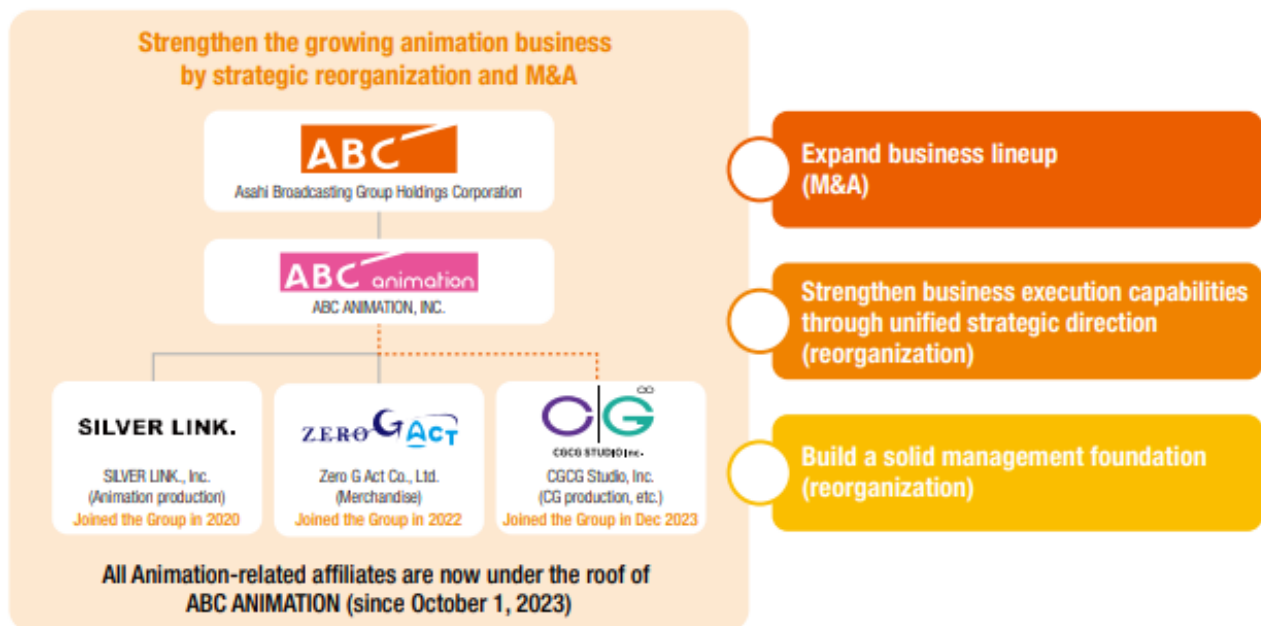 Strengthen the growing animation business
by strategic reorganization and M&A
ABC
Asahi Broadcasting Group Holdings Corporation
ABC animation
ABC ANIMATION, INC.
SILVER LINK.
SILVER LINK., Inc.
(Animation production)
Joined the Group in 2020
ZERO G ACT
Zero G Act Co., Ltd.
(Merchandise)
Joined the Group in 2022
CG
CGCG STUDIO Inc.
CGCG Studio, Inc.
(CG production, etc.)
Joined the Group in Dec 2023
All Animation-related affiliates are now under the roof of
ABC ANIMATION (since October 1, 2023)
Expand business lineup
(M&A)
Strengthen business execution capabilities
through unified strategic direction
(reorganization)
Build a solid management foundation
(reorganization)